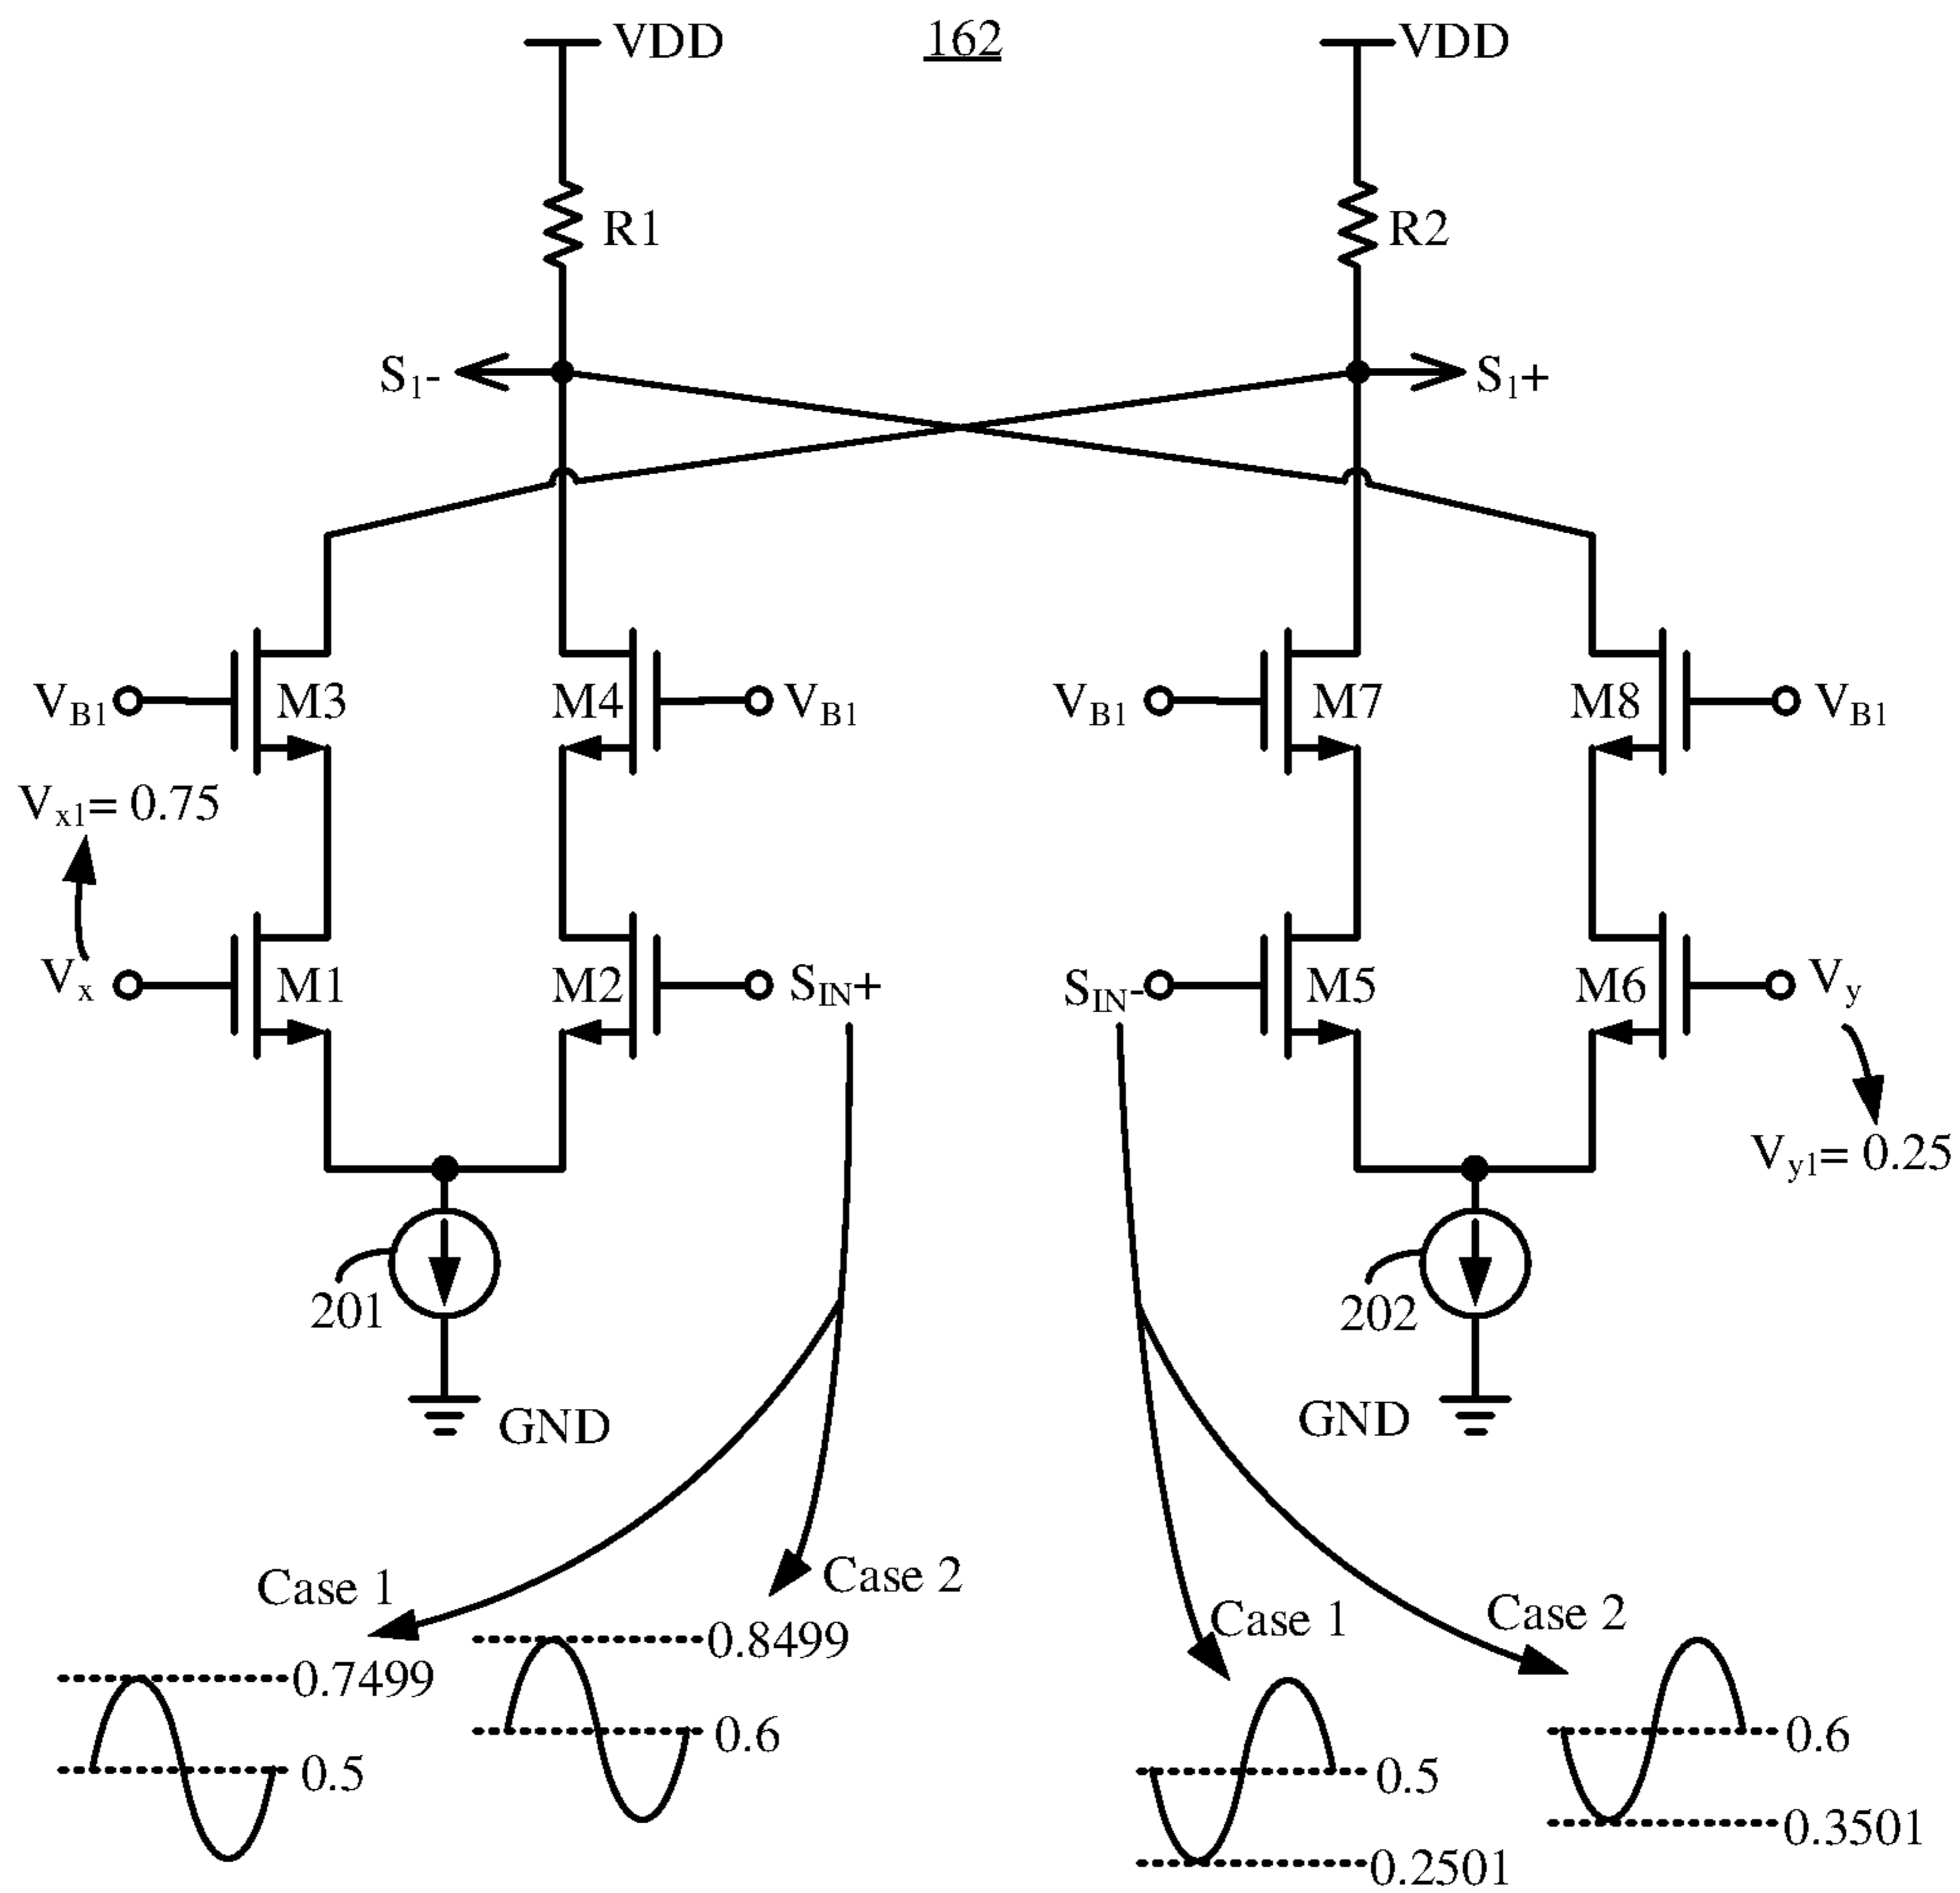 VDD
162
VDD
R1
R2
S1-
S1+
VB1
M3
M4
VB1
VB1
M7
M8
VB1
Vx1= 0.75
Vx
M1
M2
SIN+
SIN-
M5
M6
Vy
Vy1= 0.25
201
202
GND
GND
Case 1
Case 2
Case 1
Case 2
0.7499
0.8499
0.5
0.6
0.5
0.6
0.2501
0.3501